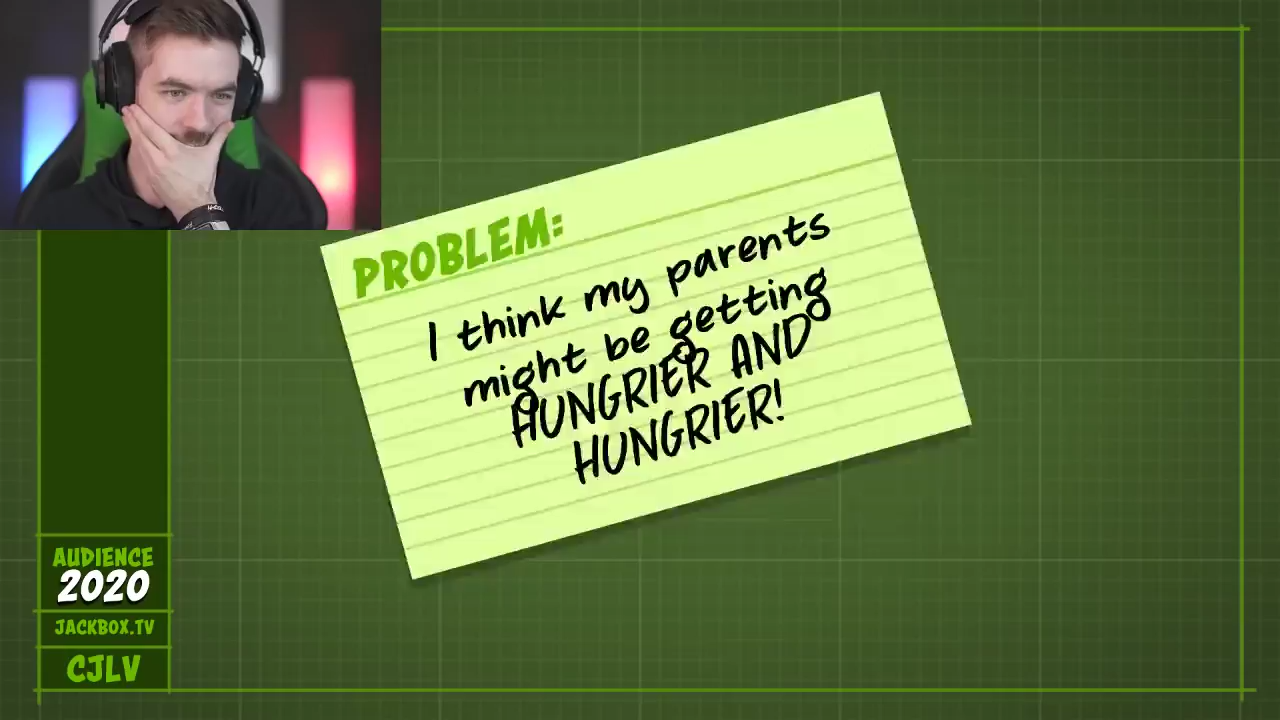 PROBLEM:
I think my parents
might be getting
HUNGRIER AND
HUNGRIER!
AUDIENCE
2020
JACKBOX.TV
CJLV